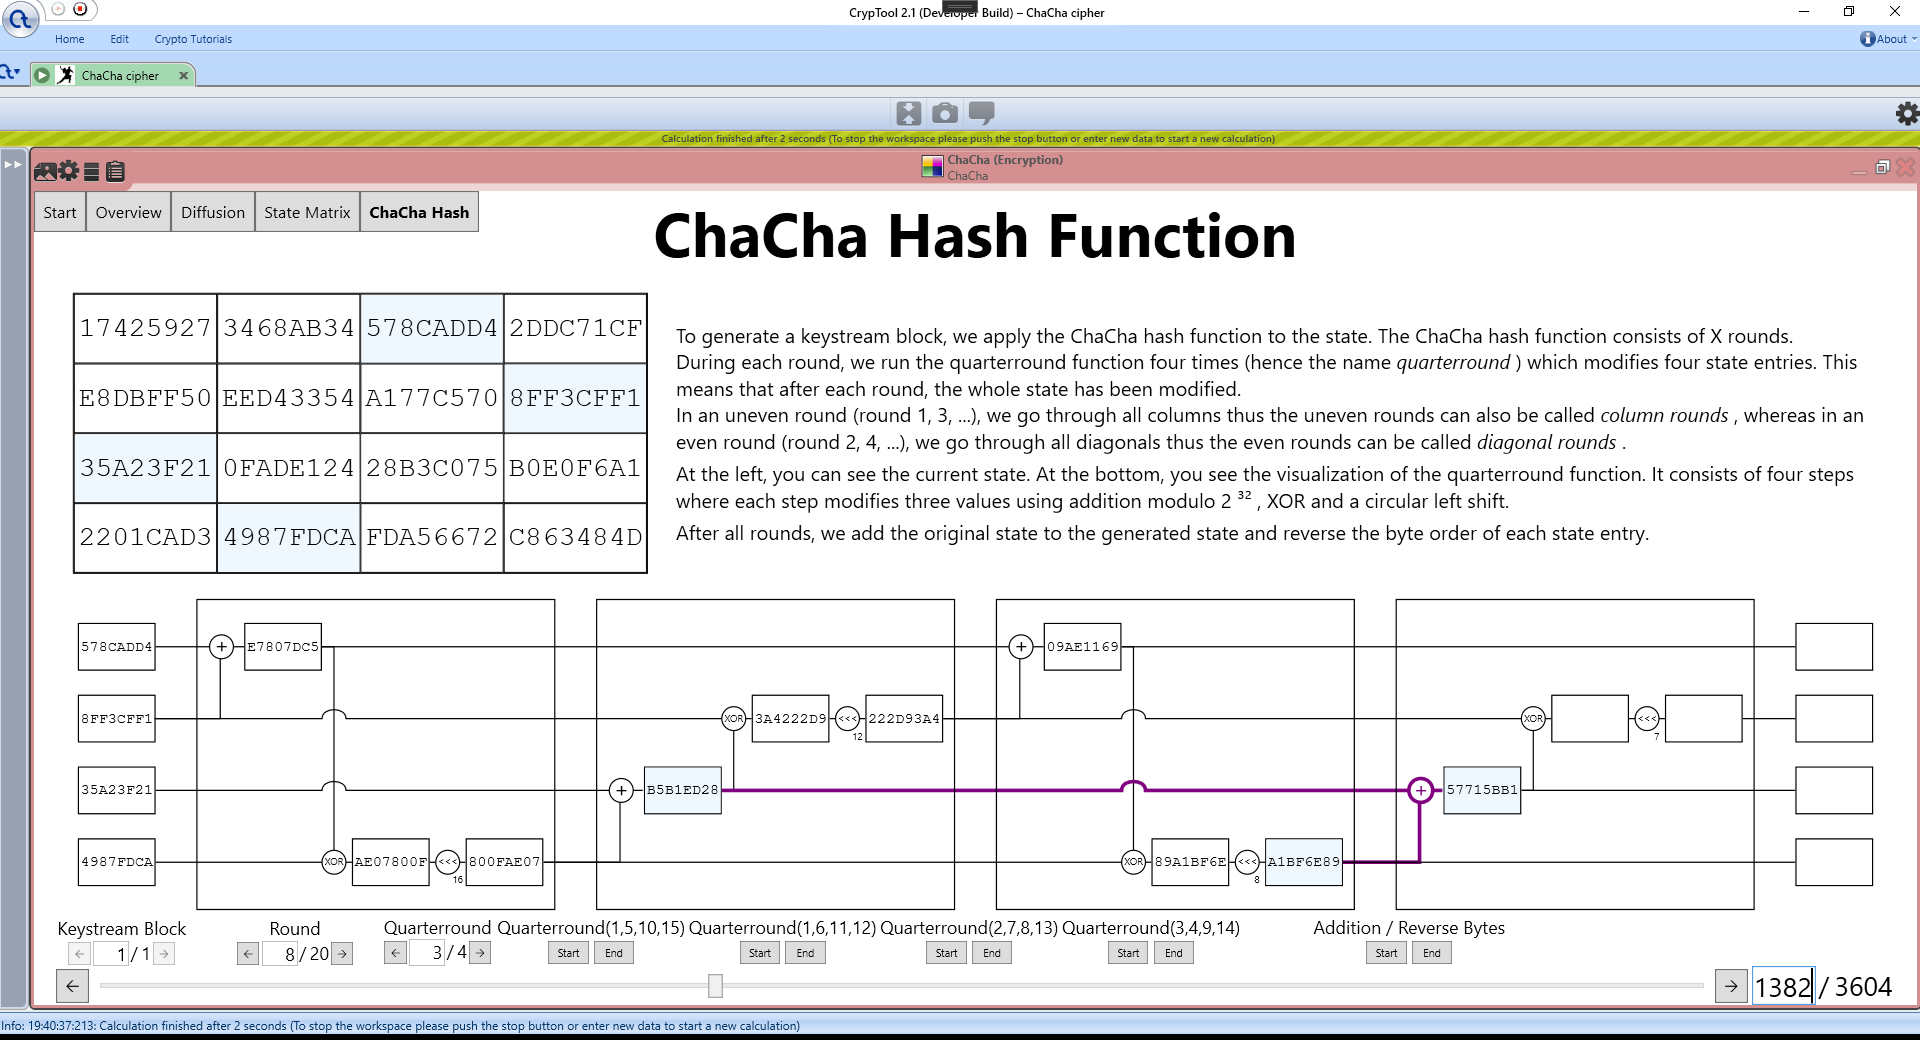 CrypTool 2.1 (Developer Build) – ChaCha cipher
Home Edit Crypto Tutorials About
ChaCha cipher
Calculation finished after 2 seconds (To stop the workspace please push the stop button or enter new data to start a new calculation)
ChaCha (Encryption)
ChaCha
Start Overview Diffusion State Matrix ChaCha Hash
ChaCha Hash Function
17425927 3468AB34 578CADD4 2DDC71CF
E8DBFF50 EED43354 A177C570 8FF3CFF1
35A23F21 0FADE124 28B3C075 B0E0F6A1
2201CAD3 4987FDCA FDA56672 C863484D
To generate a keystream block, we apply the ChaCha hash function to the state. The ChaCha hash function consists of X rounds.
During each round, we run the quarterround function four times (hence the name quarterround ) which modifies four state entries. This
means that after each round, the whole state has been modified.
In an uneven round (round 1, 3, ...), we go through all columns thus the uneven rounds can also be called column rounds , whereas in an
even round (round 2, 4, ...), we go through all diagonals thus the even rounds can be called diagonal rounds .
At the left, you can see the current state. At the bottom, you see the visualization of the quarterround function. It consists of four steps
where each step modifies three values using addition modulo 2 ³² , XOR and a circular left shift.
After all rounds, we add the original state to the generated state and reverse the byte order of each state entry.
578CADD4 + E7807DC5 + 09AE1169
8FF3CFF1 XOR 3A4222D9 <<< 12 222D93A4 XOR <<< 7
35A23F21 + B5B1ED28 + 57715BB1
4987FDCA XOR AE07800F <<< 16 800FAE07 XOR 89A1BF6E <<< 8 A1BF6E89
Keystream Block Round Quarterround Quarterround(1,5,10,15) Quarterround(1,6,11,12) Quarterround(2,7,8,13) Quarterround(3,4,9,14) Addition / Reverse Bytes
← 1 / 1 → ← 8 / 20 → ← 3 / 4 → Start End Start End Start End Start End Start End
← → 1382 / 3604
Info: 19:40:37:213: Calculation finished after 2 seconds (To stop the workspace please push the stop button or enter new data to start a new calculation)